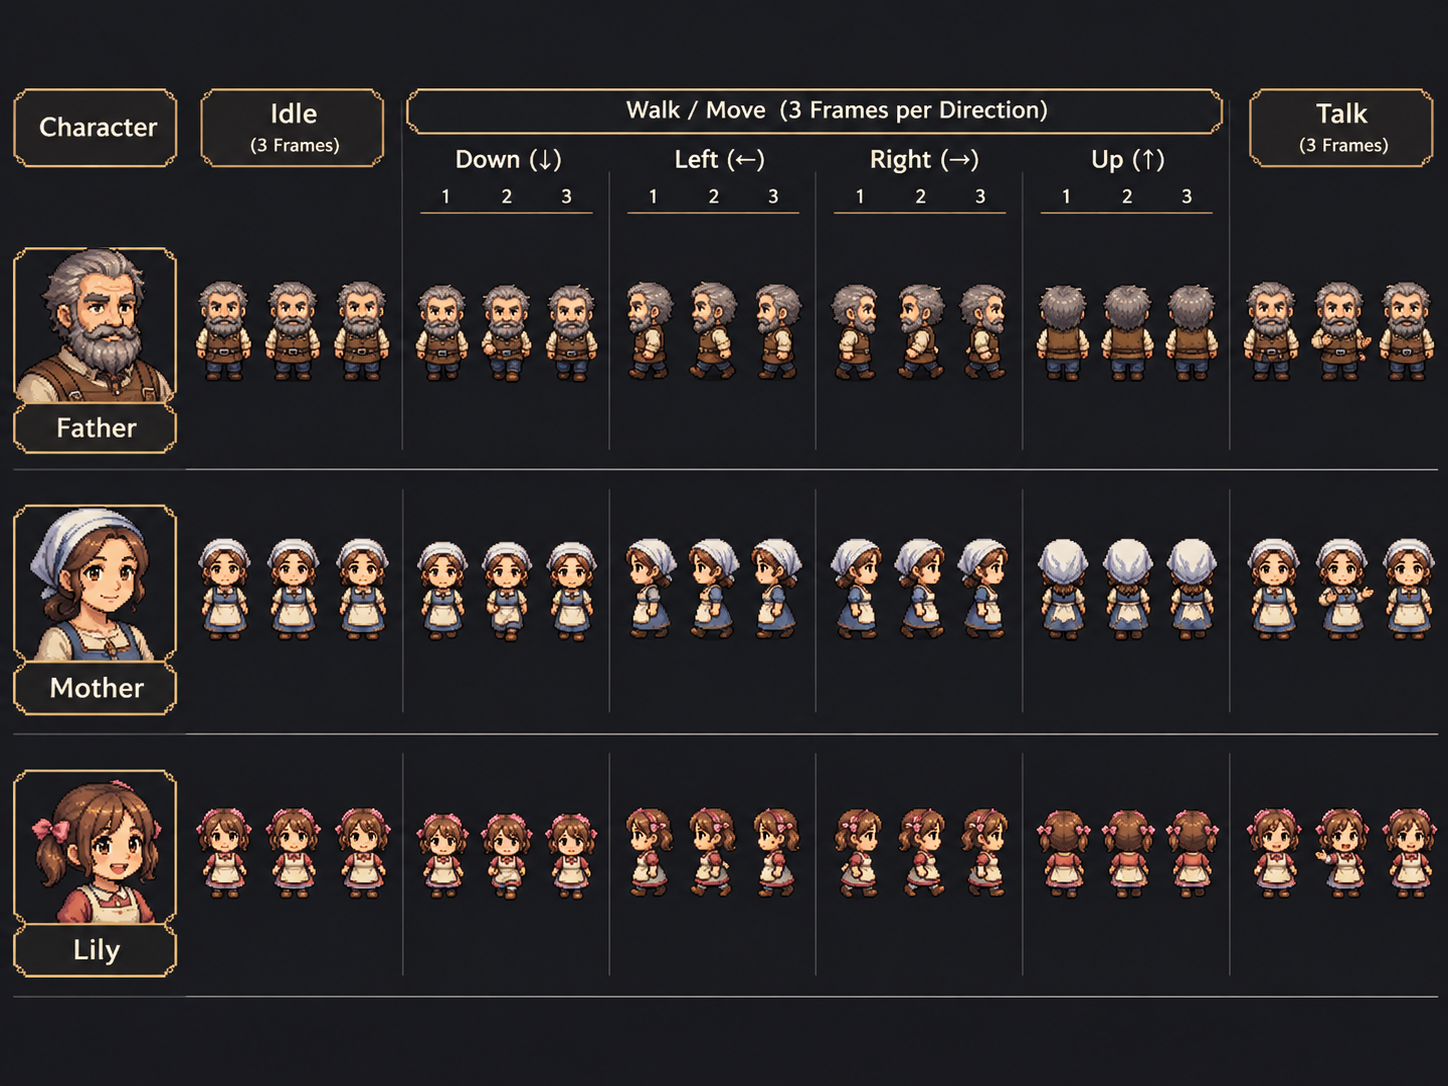 Character
Idle
(3 Frames)
Walk / Move (3 Frames per Direction)
Talk
(3 Frames)
Down (↓)
Left (←)
Right (→)
Up (↑)
1 2 3
1 2 3
1 2 3
1 2 3
Father
Mother
Lily